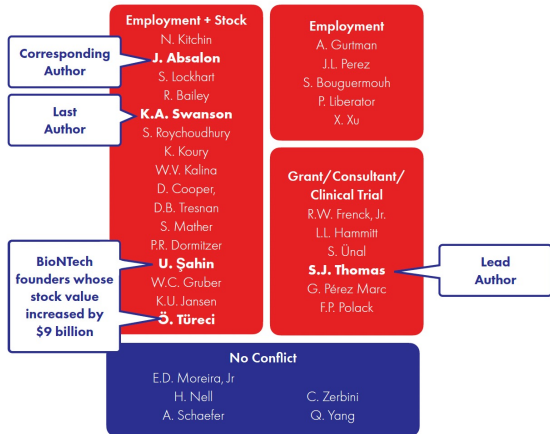 Employment + Stock
N. Kitchin
J. Absalon
S. Lockhart
R. Bailey
K.A. Swanson
S. Roychoudhury
K. Koury
W.V. Kalina
D. Cooper,
D.B. Tresnan
S. Mather
P.R. Dormitzer
U. Şahin
W.C. Gruber
K.U. Jansen
Ö. Türeci
Corresponding
Author
Last
Author
BioNTech
founders whose
stock value
increased by
$9 billion
Employment
A. Gurtman
J.L. Perez
S. Bouguermouh
P. Liberator
X. Xu
Grant/Consultant/
Clinical Trial
R.W. Frenck, Jr.
L.L. Hammitt
S. Ünal
S.J. Thomas
G. Pérez Marc
F.P. Polack
Lead
Author
No Conflict
E.D. Moreira, Jr
H. Nell
A. Schaefer
C. Zerbini
Q. Yang